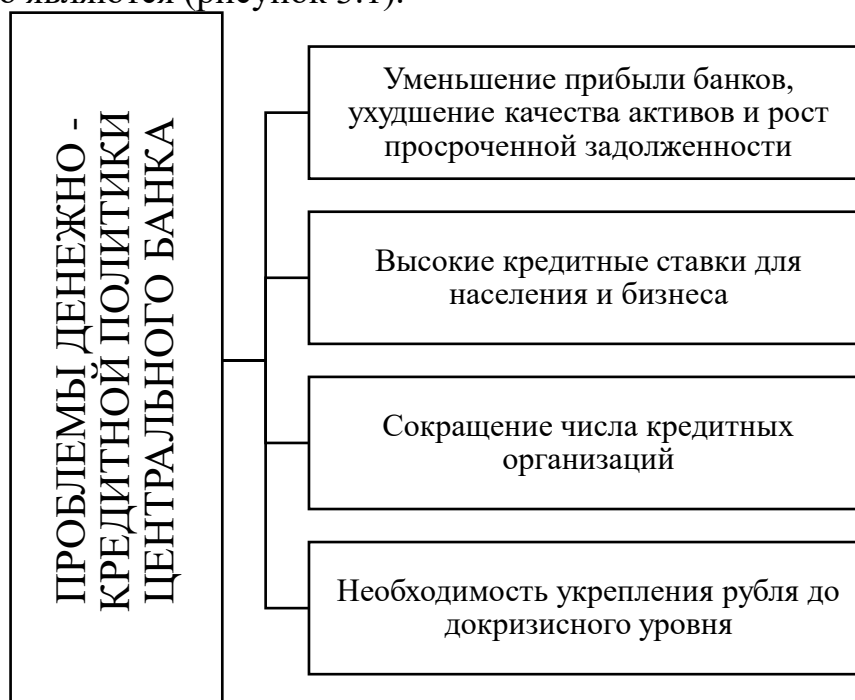 являются (рисунок 3.1).
ПРОБЛЕМЫ ДЕНЕЖНО -
КРЕДИТНОЙ ПОЛИТИКИ
ЦЕНТРАЛЬНОГО БАНКА
Уменьшение прибыли банков,
ухудшение качества активов и рост
просроченной задолженности
Высокие кредитные ставки для
населения и бизнеса
Сокращение числа кредитных
организаций
Необходимость укрепления рубля до
докризисного уровня